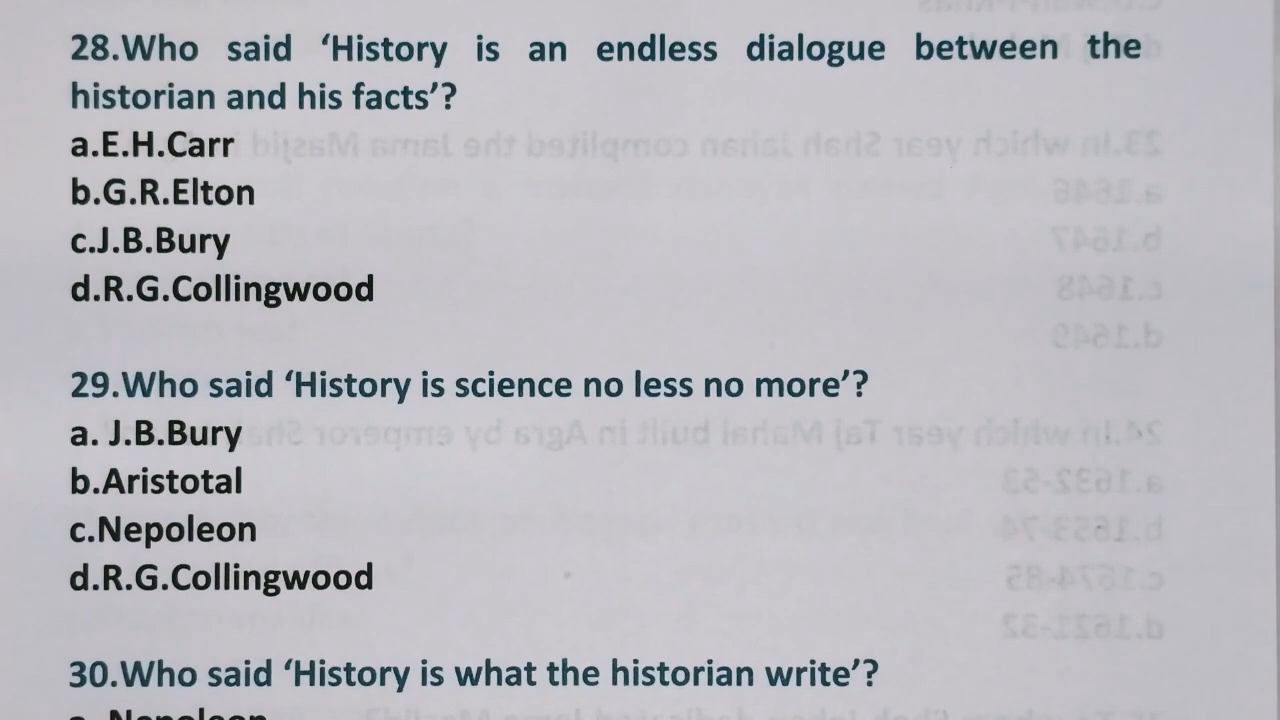 28.Who said ‘History is an endless dialogue between the
historian and his facts’?
a.E.H.Carr
b.G.R.Elton
c.J.B.Bury
d.R.G.Collingwood
29.Who said ‘History is science no less no more’?
a. J.B.Bury
b.Aristotal
c.Nepoleon
d.R.G.Collingwood
30.Who said ‘History is what the historian write’?
a. Nepoleon